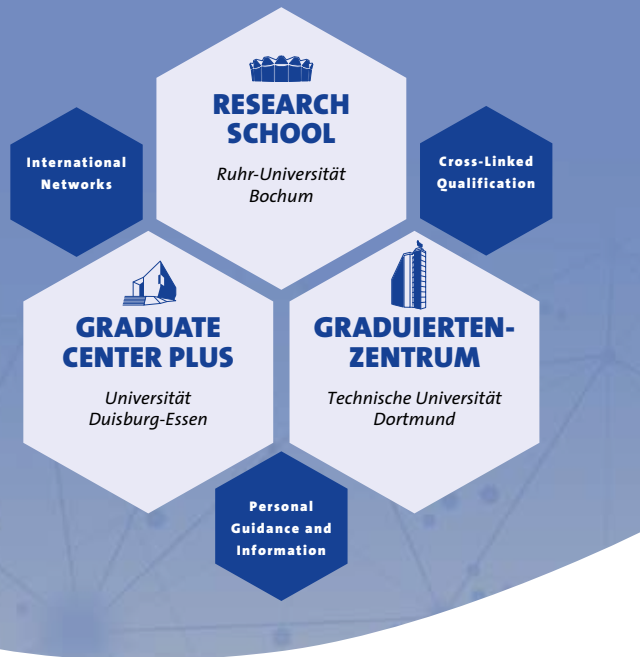 RESEARCH
SCHOOL
Ruhr-Universität
Bochum
International
Networks
Cross-Linked
Qualification
GRADUATE
CENTER PLUS
Universität
Duisburg-Essen
GRADUIERTEN-
ZENTRUM
Technische Universität
Dortmund
Personal
Guidance and
Information